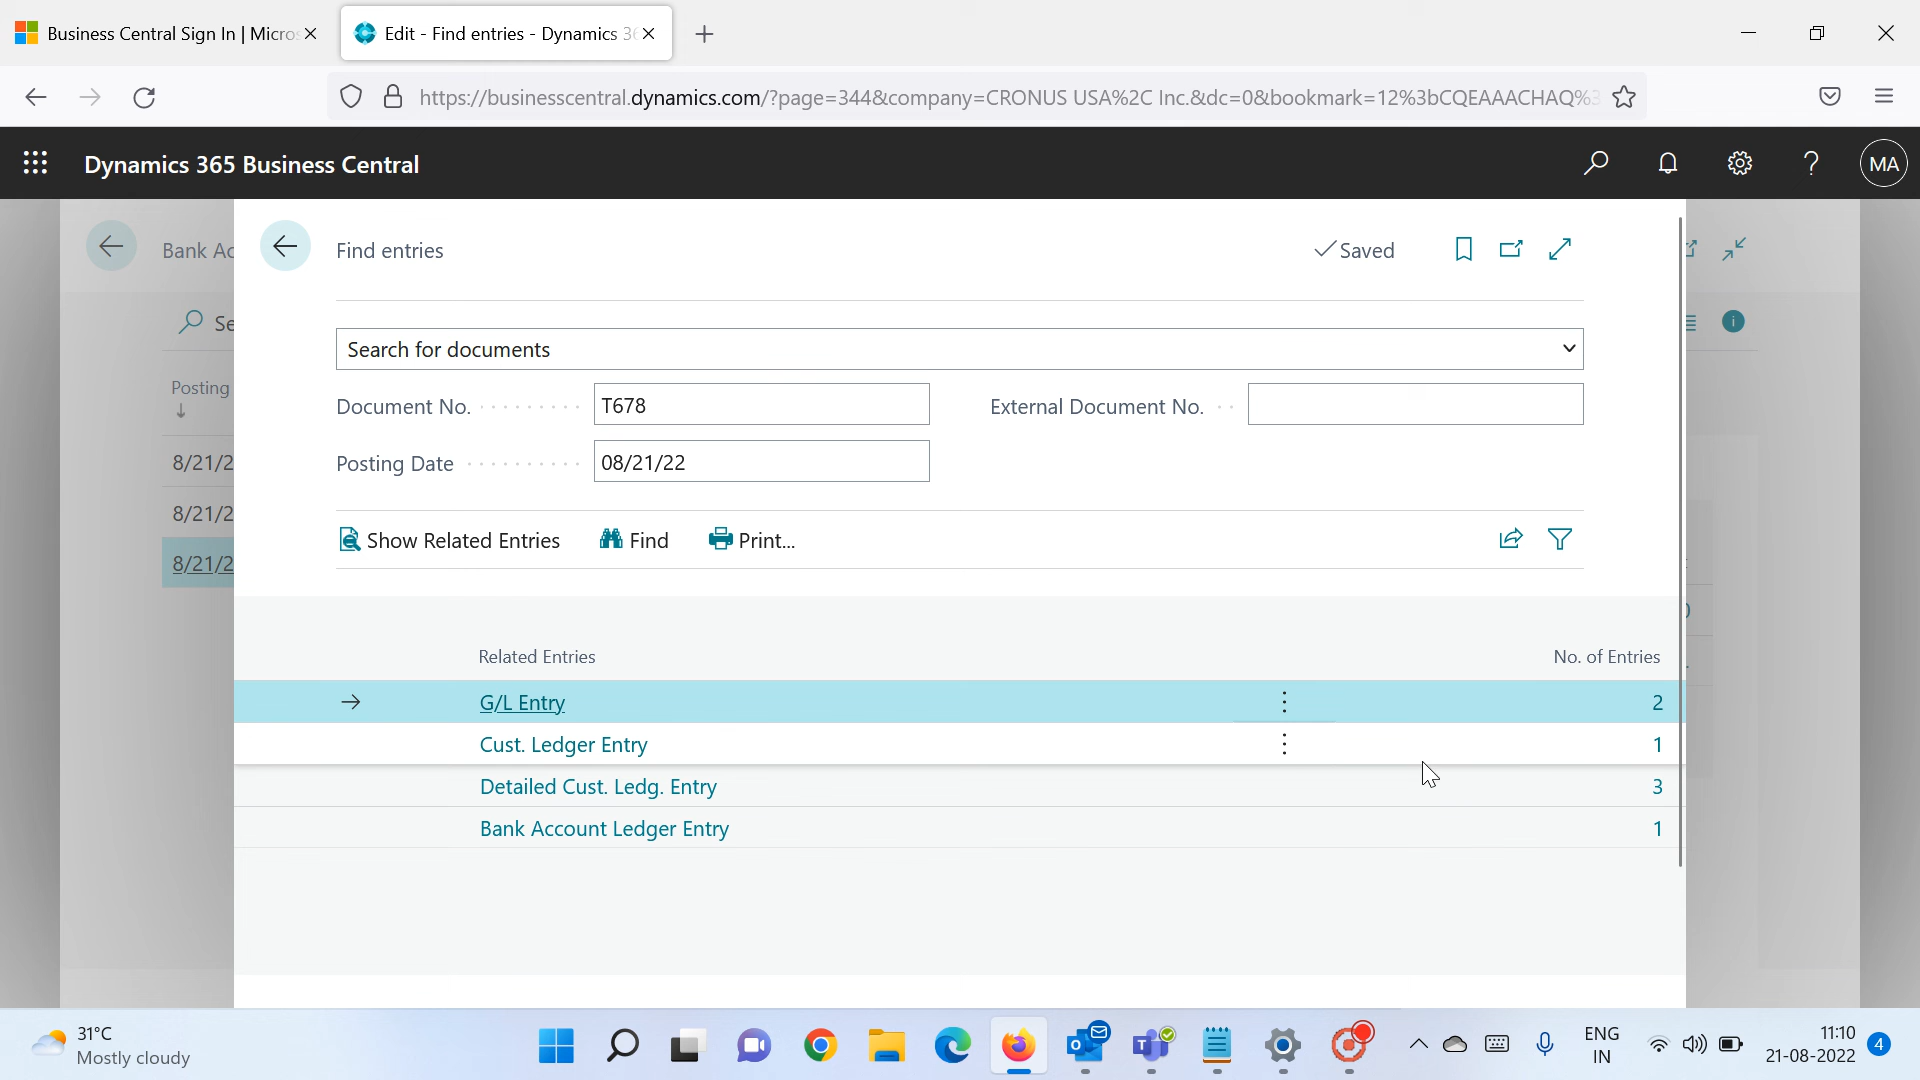 Business Central Sign In | Micros
Edit - Find entries - Dynamics 36
https://businesscentral.dynamics.com/?page=344&company=CRONUS USA%2C Inc.&dc=0&bookmark=12%3bCQEAAACHAQ%3
Dynamics 365 Business Central
MA
Bank Ac
Find entries
Saved
Se
Search for documents
Posting
Document No.
T678
External Document No.
8/21/2
Posting Date
08/21/22
8/21/2
Show Related Entries
Find
Print...
8/21/2
Related Entries
No. of Entries
G/L Entry
2
Cust. Ledger Entry
1
Detailed Cust. Ledg. Entry
3
Bank Account Ledger Entry
1
31°C
Mostly cloudy
ENG
IN
11:10
21-08-2022
4